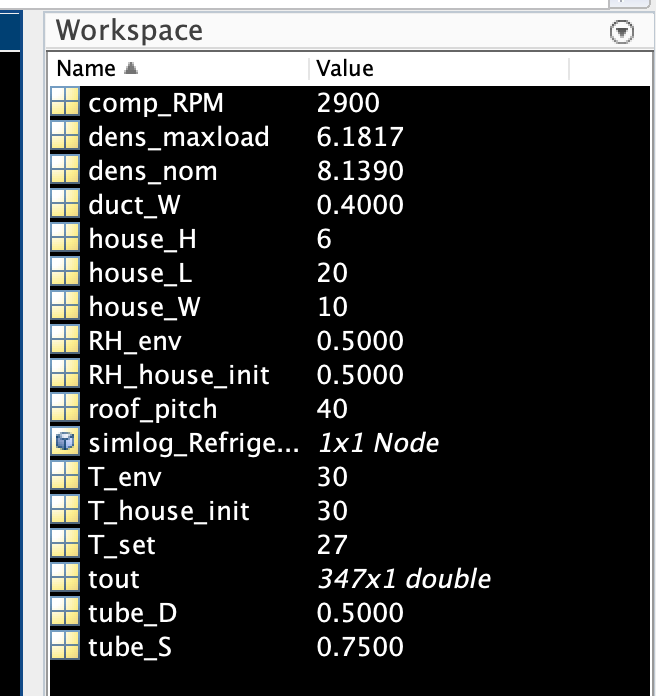 Workspace
Name Value
comp_RPM 2900
dens_maxload 6.1817
dens_nom 8.1390
duct_W 0.4000
house_H 6
house_L 20
house_W 10
RH_env 0.5000
RH_house_init 0.5000
roof_pitch 40
simlog_Refrige... 1x1 Node
T_env 30
T_house_init 30
T_set 27
tout 347x1 double
tube_D 0.5000
tube_S 0.7500